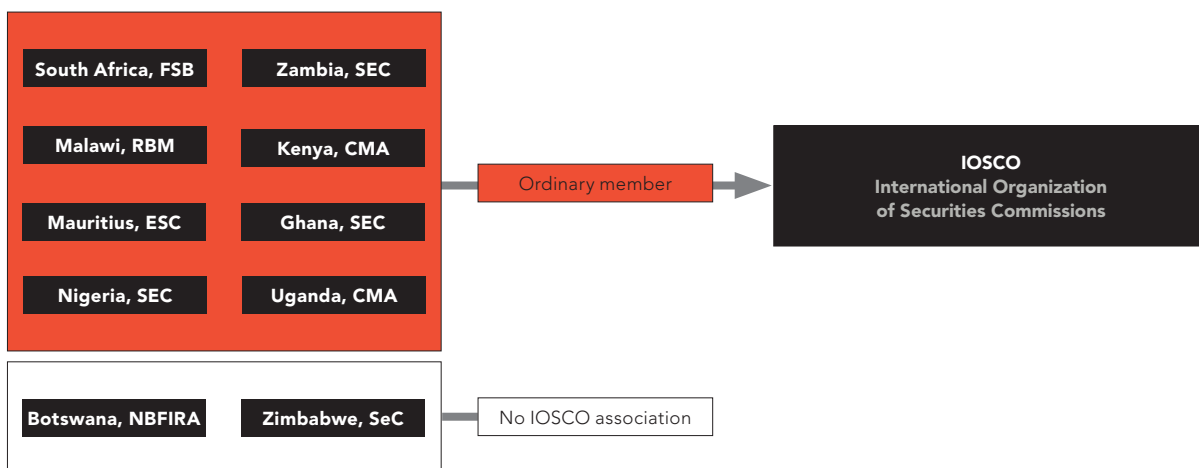 South Africa, FSB
Zambia, SEC
Malawi, RBM
Kenya, CMA
Mauritius, ESC
Ghana, SEC
Nigeria, SEC
Uganda, CMA
Ordinary member
IOSCO
International Organization
of Securities Commissions
Botswana, NBFIRA
Zimbabwe, SeC
No IOSCO association